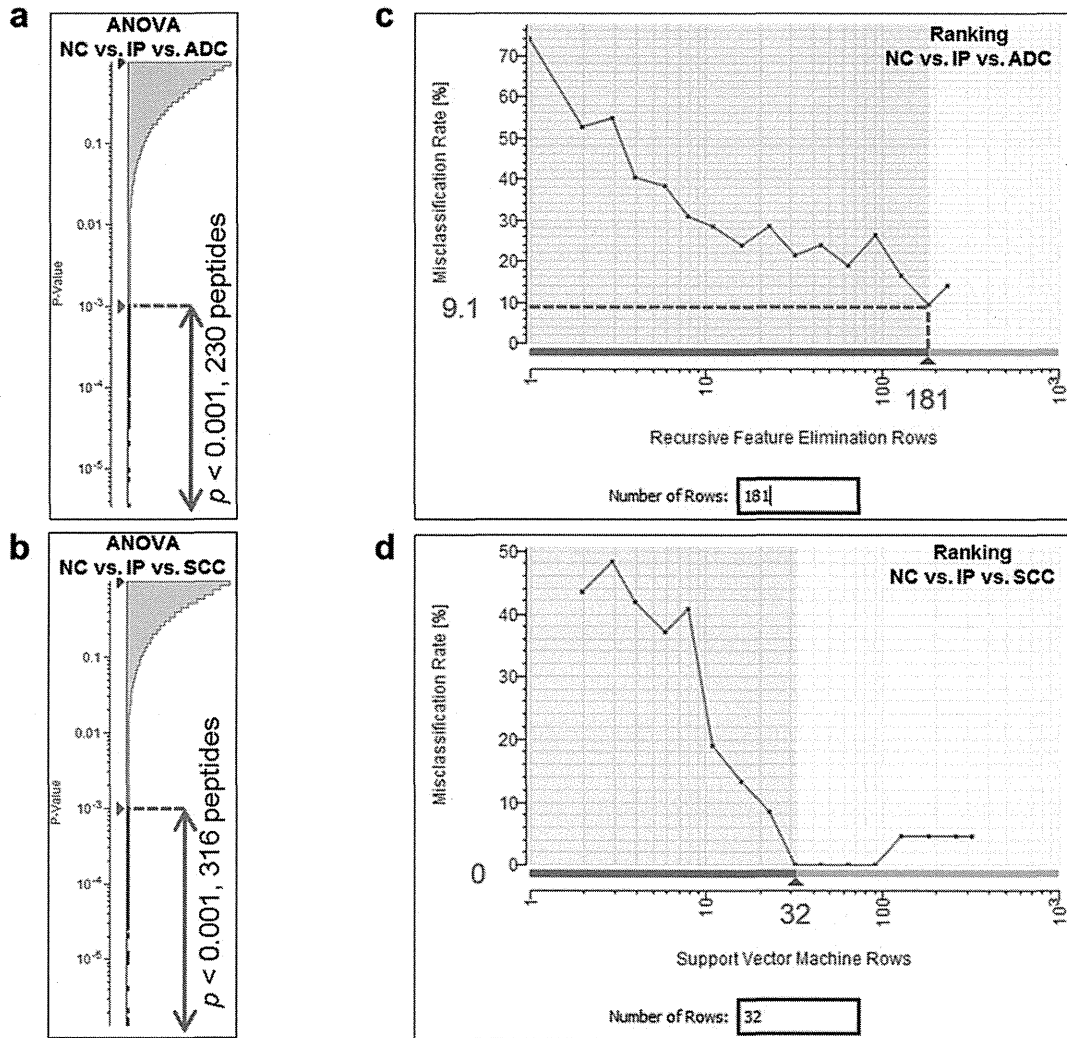 a
ANOVA
NC vs. IP vs. ADC
0.1
0.01
10⁻³
10⁻⁴
10⁻⁵
P-Value
p < 0.001, 230 peptides
b
ANOVA
NC vs. IP vs. SCC
0.1
0.01
10⁻³
10⁻⁴
10⁻⁵
P-Value
p < 0.001, 316 peptides
c
Ranking
NC vs. IP vs. ADC
Misclassification Rate [%]
70
60
50
40
30
20
10
0
9.1
1
10
100
10³
181
Recursive Feature Elimination Rows
Number of Rows: 181
d
Ranking
NC vs. IP vs. SCC
Misclassification Rate [%]
50
40
30
20
10
0
0
1
10
100
10³
32
Support Vector Machine Rows
Number of Rows: 32